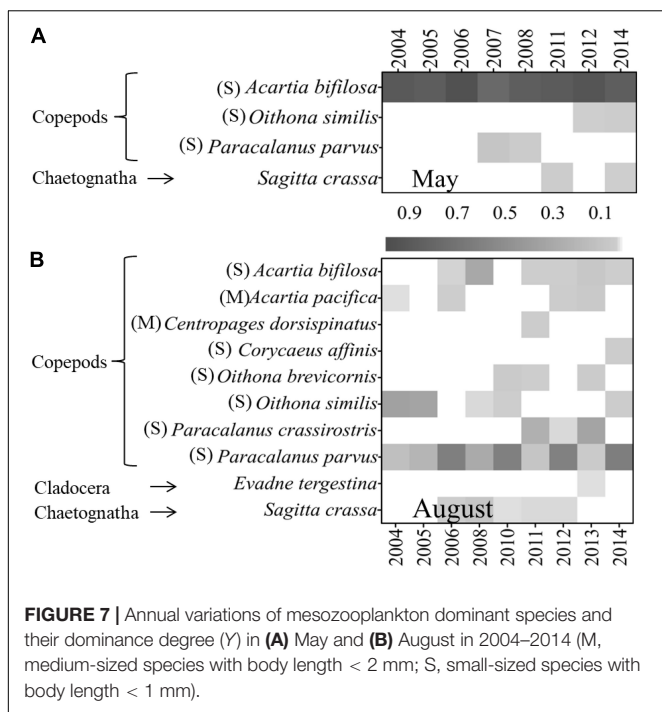 A
2004 2005 2006 2007 2008 2011 2012 2014
Copepods
(S) Acartia bifilosa
(S) Oithona similis
(S) Paracalanus parvus
Chaetognatha → Sagitta crassa
May
0.9 0.7 0.5 0.3 0.1
B
Copepods
(S) Acartia bifilosa
(M)Acartia pacifica
(M) Centropages dorsispinatus
(S) Corycaeus affinis
(S) Oithona brevicornis
(S) Oithona similis
(S) Paracalanus crassirostris
(S) Paracalanus parvus
Cladocera → Evadne tergestina
Chaetognatha → Sagitta crassa
August
2004 2005 2006 2008 2010 2011 2012 2013 2014
FIGURE 7 | Annual variations of mesozooplankton dominant species and
their dominance degree (Y) in (A) May and (B) August in 2004–2014 (M,
medium-sized species with body length < 2 mm; S, small-sized species with
body length < 1 mm).